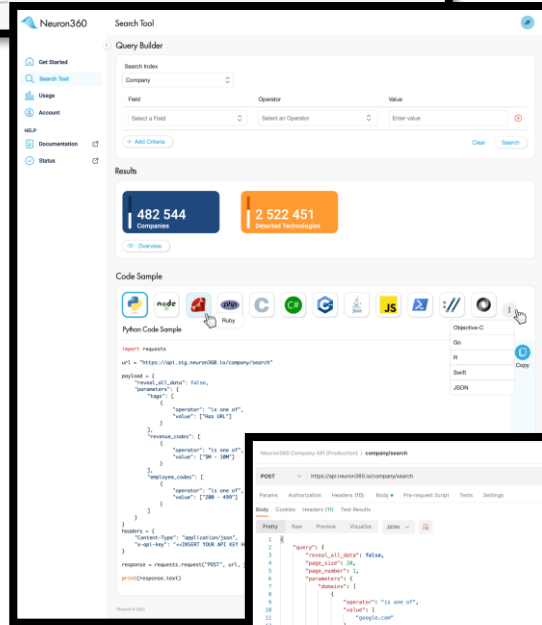 Neuron360
Search Tool
JF
Query Builder
Get Started
Search Tool
Usage
Account
HELP
Documentation
Status
Search Index
Company
Field
Operator
Value
Select a Field
Select an Operator
Enter value
+ Add Criteria
Clear
Search
Results
482 544
Companies
2 522 451
Detected Technologies
Overview
Code Sample
node
php
C
C#
G
Java
JS
://
Ruby
Python Code Sample
Objective-C
Go
R
Swift
JSON
Copy
import requests
url = "https://api.stg.neuron360.io/company/search"
payload = {
"reveal_all_data": False,
"parameters": {
"tags": [
{
"operator": "is one of",
"value": ["Has URL"]
}
],
"revenue_codes": [
{
"operator": "is one of",
"value": ["5M - 10M"]
}
],
"employee_codes": [
{
"operator": "is one of",
"value": ["200 - 499"]
}
]
}
}
headers = {
"Content-Type": "application/json",
"x-api-key": "<<INSERT YOUR API KEY H
}
response = requests.request("POST", url, j
print(response.text)
Neuron360 Company API (Production) / company/search
POST
https://api.neuron360.io/company/search
Params Authorization Headers (10) Body Pre-request Script Tests Settings
Body Cookies Headers (11) Test Results
Pretty Raw Preview Visualize JSON
1 {
2 "query": {
3 "reveal_all_data": false,
4 "page_size": 20,
5 "page_number": 1,
6 "parameters": {
7 "domains": [
8 {
9 "operator": "is one of",
10 "value": [
11 "google.com"
12 ]